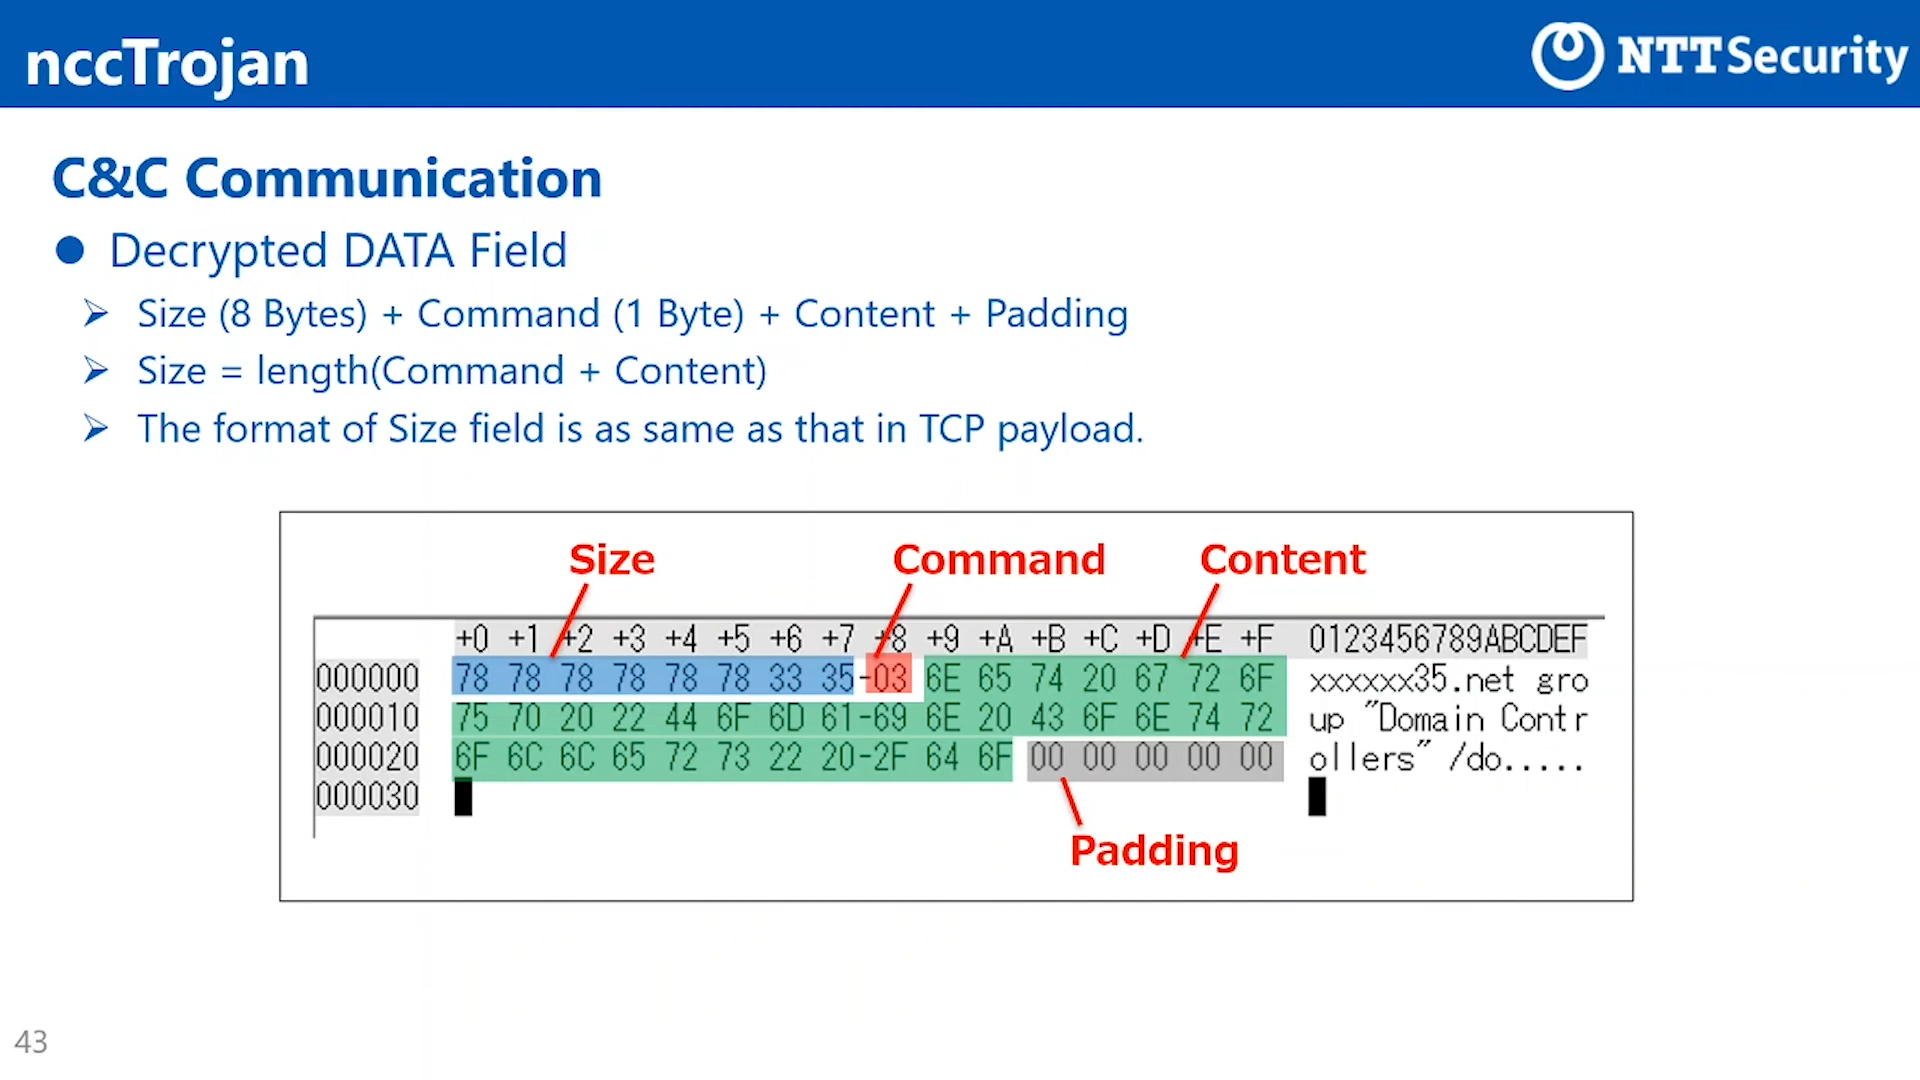 nccTrojan
NTT Security
C&C Communication
● Decrypted DATA Field
➢ Size (8 Bytes) + Command (1 Byte) + Content + Padding
➢ Size = length(Command + Content)
➢ The format of Size field is as same as that in TCP payload.
Size Command Content
+0 +1 +2 +3 +4 +5 +6 +7 +8 +9 +A +B +C +D +E +F 0123456789ABCDEF
000000 78 78 78 78 78 78 33 35-03 6E 65 74 20 67 72 6F xxxxxx35.net gro
000010 75 70 20 22 44 6F 6D 61-69 6E 20 43 6F 6E 74 72 up "Domain Contr
000020 6F 6C 6C 65 72 73 22 20-2F 64 6F 00 00 00 00 00 ollers" /do.....
000030
Padding
43